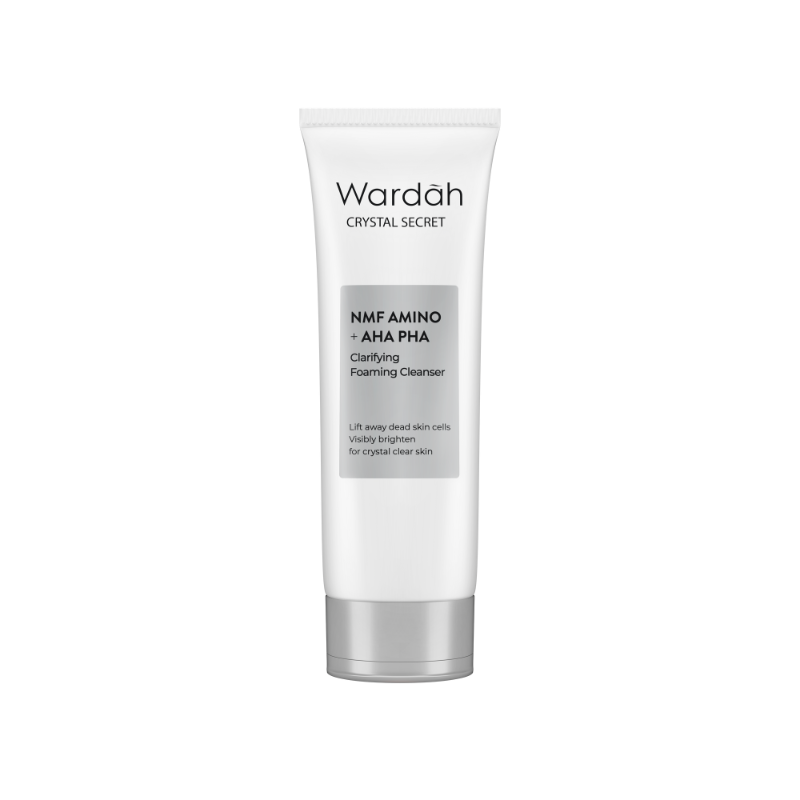 Wardãh
CRYSTAL SECRET
NMF AMINO
+ AHA PHA
Clarifying
Foaming Cleanser
Lift away dead skin cells
Visibly brighten
for crystal clear skin